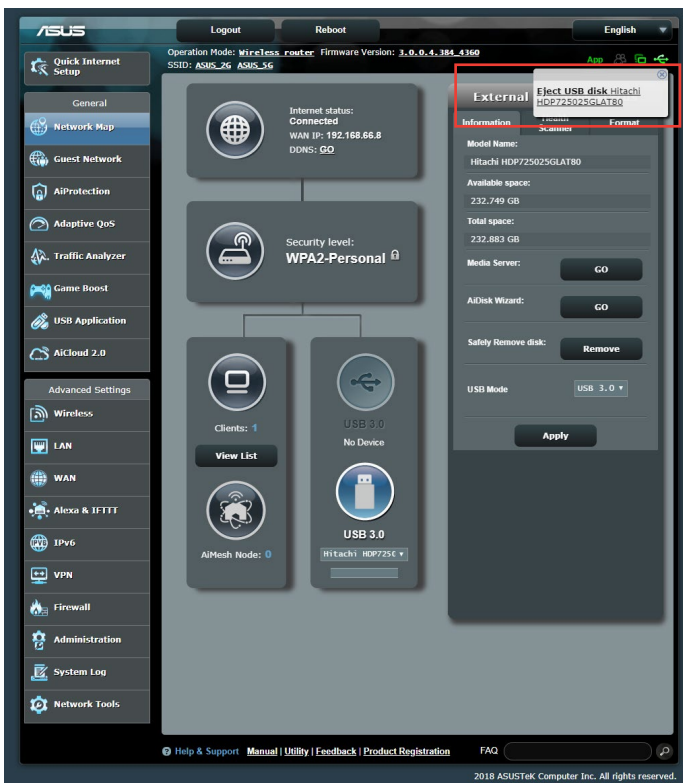 ASUS
Logout
Reboot
English
Quick Internet
Setup
Operation Mode: Wireless router Firmware Version: 3.0.0.4.384_4360
SSID: ASUS_2G ASUS_5G
App
General
Network Map
Guest Network
AiProtection
Adaptive QoS
Traffic Analyzer
Game Boost
USB Application
AiCloud 2.0
Advanced Settings
Wireless
LAN
WAN
Alexa & IFTTT
IPv6
VPN
Firewall
Administration
System Log
Network Tools
Internet status:
Connected
WAN IP: 192.168.66.8
DDNS: GO
Security level:
WPA2-Personal
Clients: 1
View List
AiMesh Node: 0
USB 3.0
No Device
USB 3.0
Hitachi HDP725C
External
Eject USB disk Hitachi
HDP725025GLAT80
Information
Scanner
Format
Model Name:
Hitachi HDP725025GLAT80
Available space:
232.749 GB
Total space:
232.883 GB
Media Server:
GO
AiDisk Wizard:
GO
Safely Remove disk:
Remove
USB Mode
USB 3.0
Apply
Help & Support Manual | Utility | Feedback | Product Registration
FAQ
2018 ASUSTeK Computer Inc. All rights reserved.